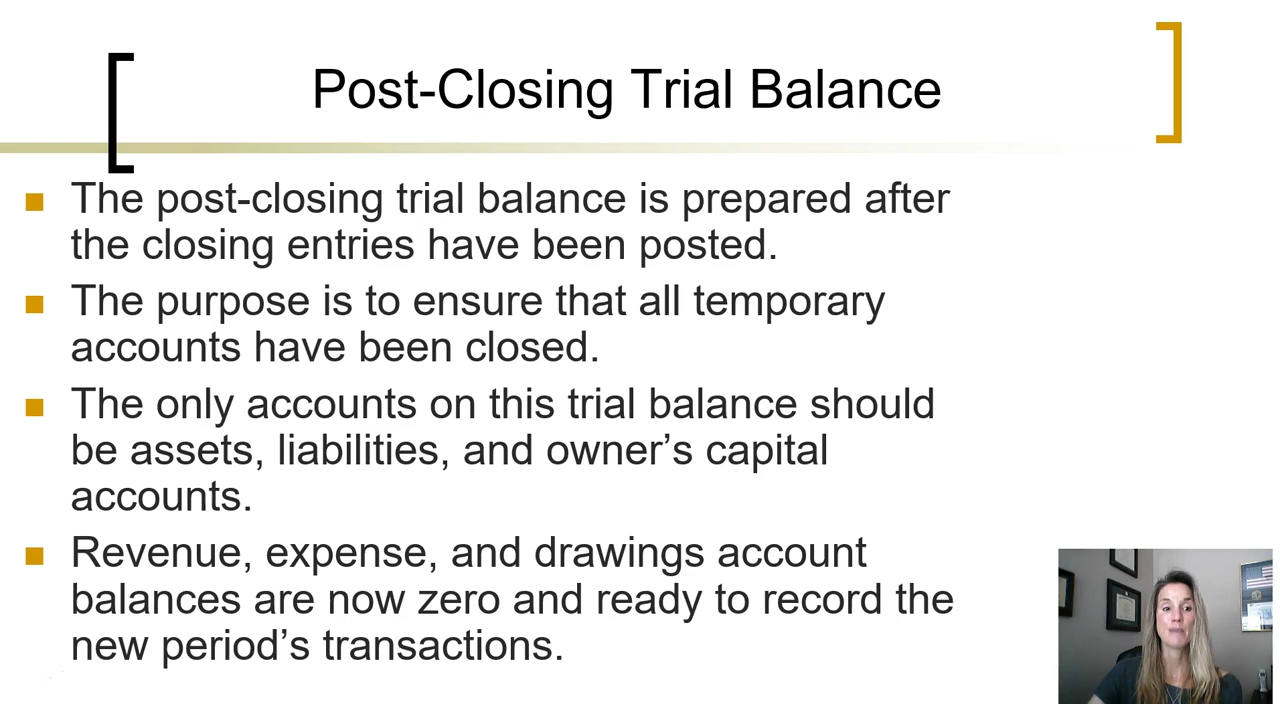 Post-Closing Trial Balance
The post-closing trial balance is prepared after
the closing entries have been posted.
The purpose is to ensure that all temporary
accounts have been closed.
The only accounts on this trial balance should
be assets, liabilities, and owner’s capital
accounts.
Revenue, expense, and drawings account
balances are now zero and ready to record the
new period’s transactions.